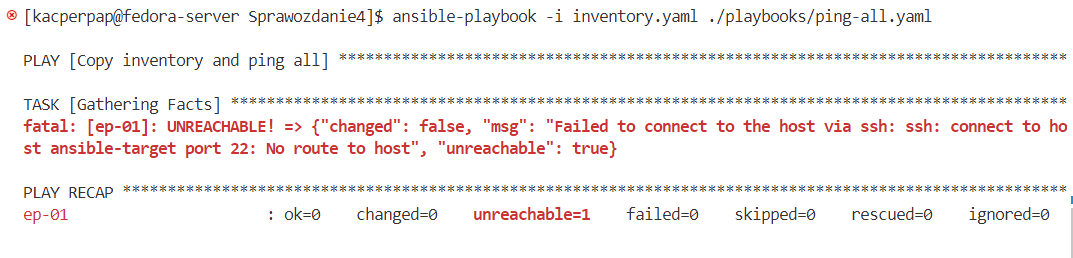 [kacperpap@fedora-server Sprawozdanie4]$ ansible-playbook -i inventory.yaml ./playbooks/ping-all.yaml
PLAY [Copy inventory and ping all] *********************************************************************************
TASK [Gathering Facts] *********************************************************************************************
fatal: [ep-01]: UNREACHABLE! => {"changed": false, "msg": "Failed to connect to the host via ssh: ssh: connect to ho
st ansible-target port 22: No route to host", "unreachable": true}
PLAY RECAP *********************************************************************************************************
ep-01                      : ok=0    changed=0    unreachable=1    failed=0    skipped=0    rescued=0    ignored=0